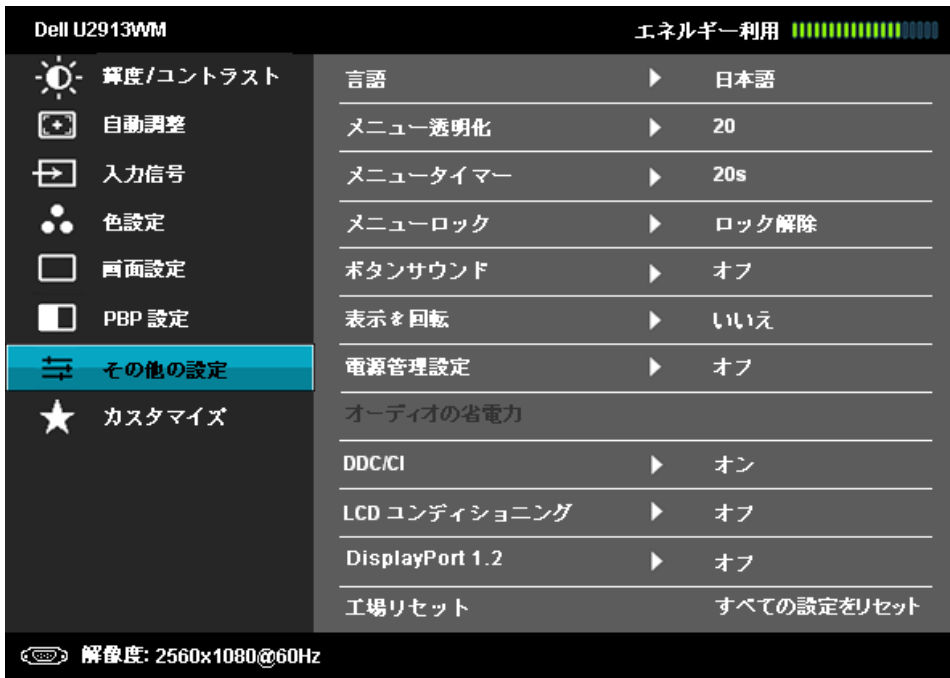 Dell U2913WM エネルギー利用
輝度/コントラスト
自動調整
入力信号
色設定
画面設定
PBP 設定
その他の設定
カスタマイズ
言語 日本語
メニュー透明化 20
メニュータイマー 20s
メニューロック ロック解除
ボタンサウンド オフ
表示を回転 いいえ
電源管理設定 オフ
オーディオの省電力
DDC/CI オン
LCD コンディショニング オフ
DisplayPort 1.2 オフ
工場リセット すべての設定をリセット
解像度: 2560x1080@60Hz